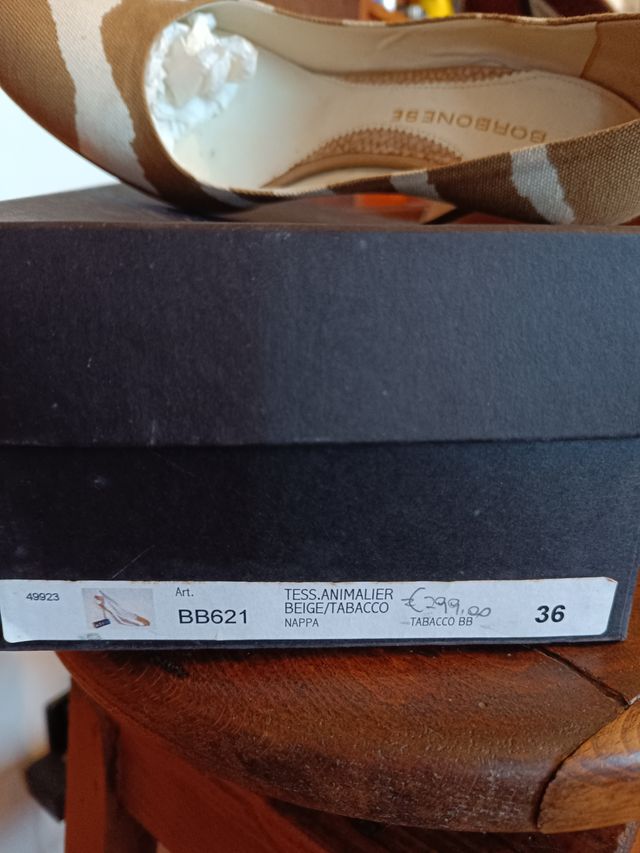 BORBONESE
49923
Art.
BB621
TESS.ANIMALIER
BEIGE/TABACCO
NAPPA
€299,00
TABACCO BB
36